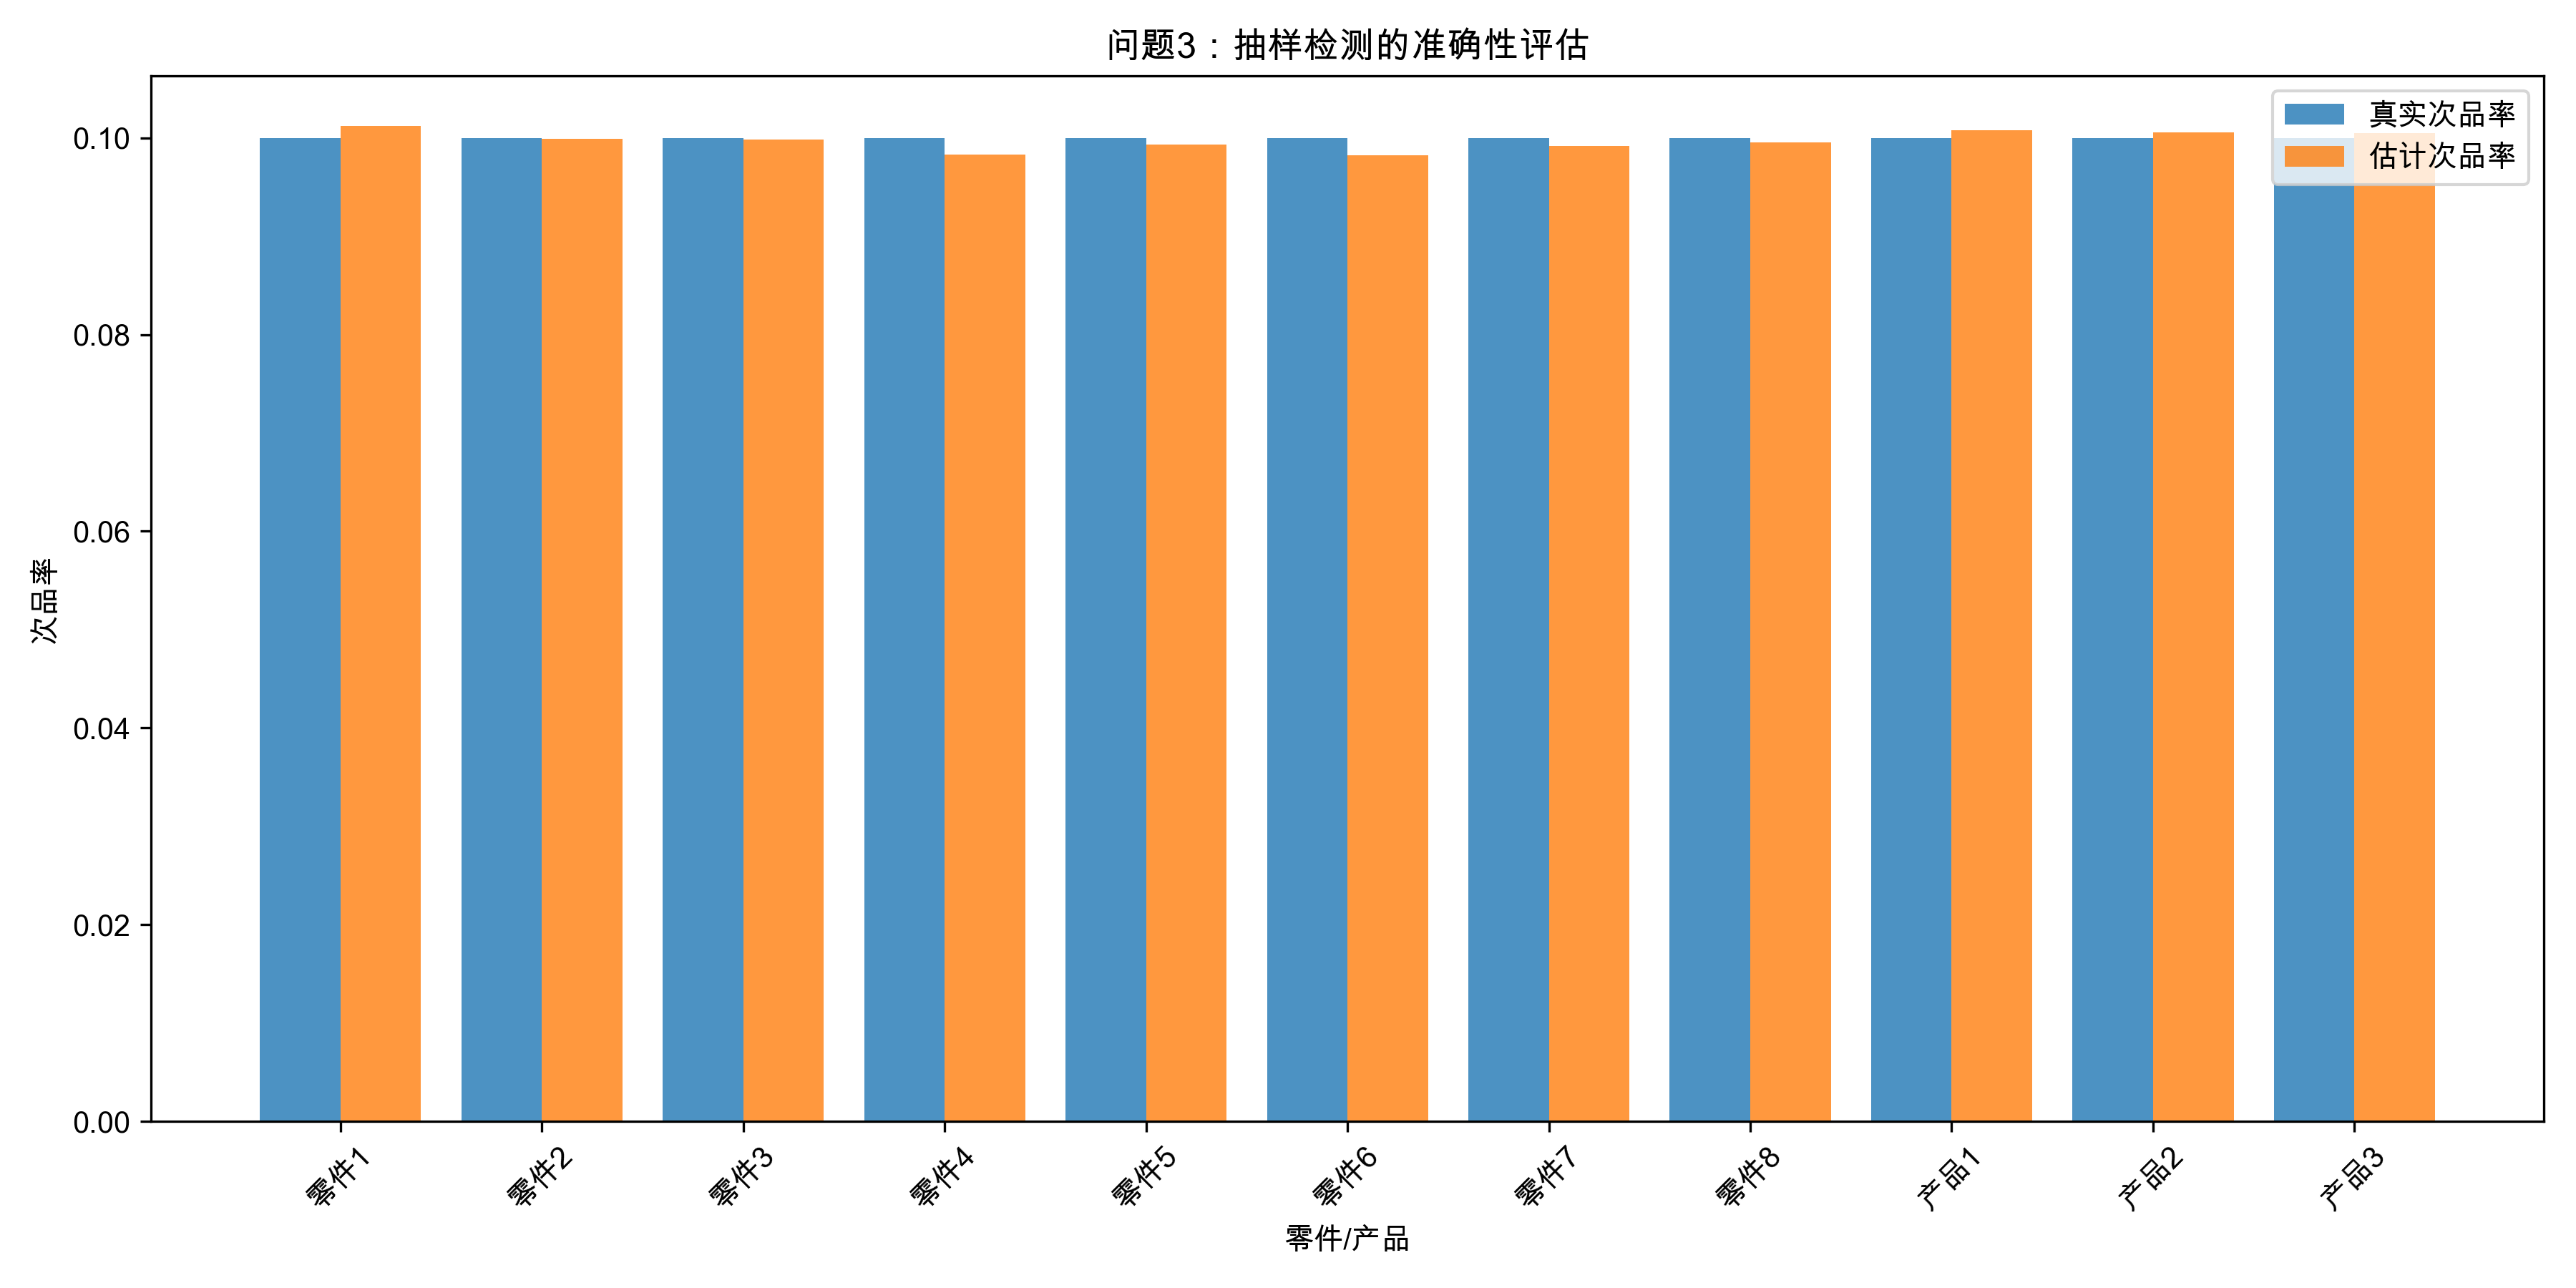 问题3：抽样检测的准确性评估
真实次品率
估计次品率
次品率
0.10
0.08
0.06
0.04
0.02
0.00
零件1
零件2
零件3
零件4
零件5
零件6
零件7
零件8
产品1
产品2
产品3
零件/产品